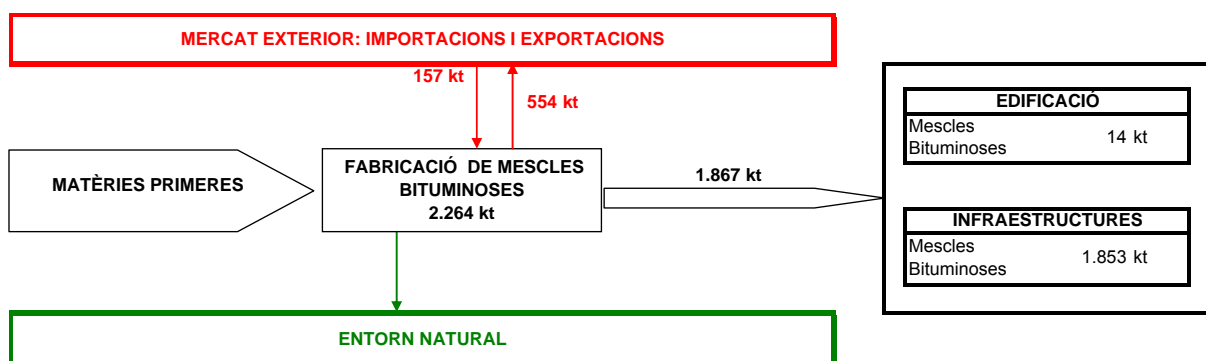 MERCAT EXTERIOR: IMPORTACIONS I EXPORTACIONS
157 kt
554 kt
MATÈRIES PRIMERES
FABRICACIÓ DE MESCLES
BITUMINOSES
2.264 kt
1.867 kt
EDIFICACIÓ
Mescles
Bituminoses
14 kt
INFRAESTRUCTURES
Mescles
Bituminoses
1.853 kt
ENTORN NATURAL